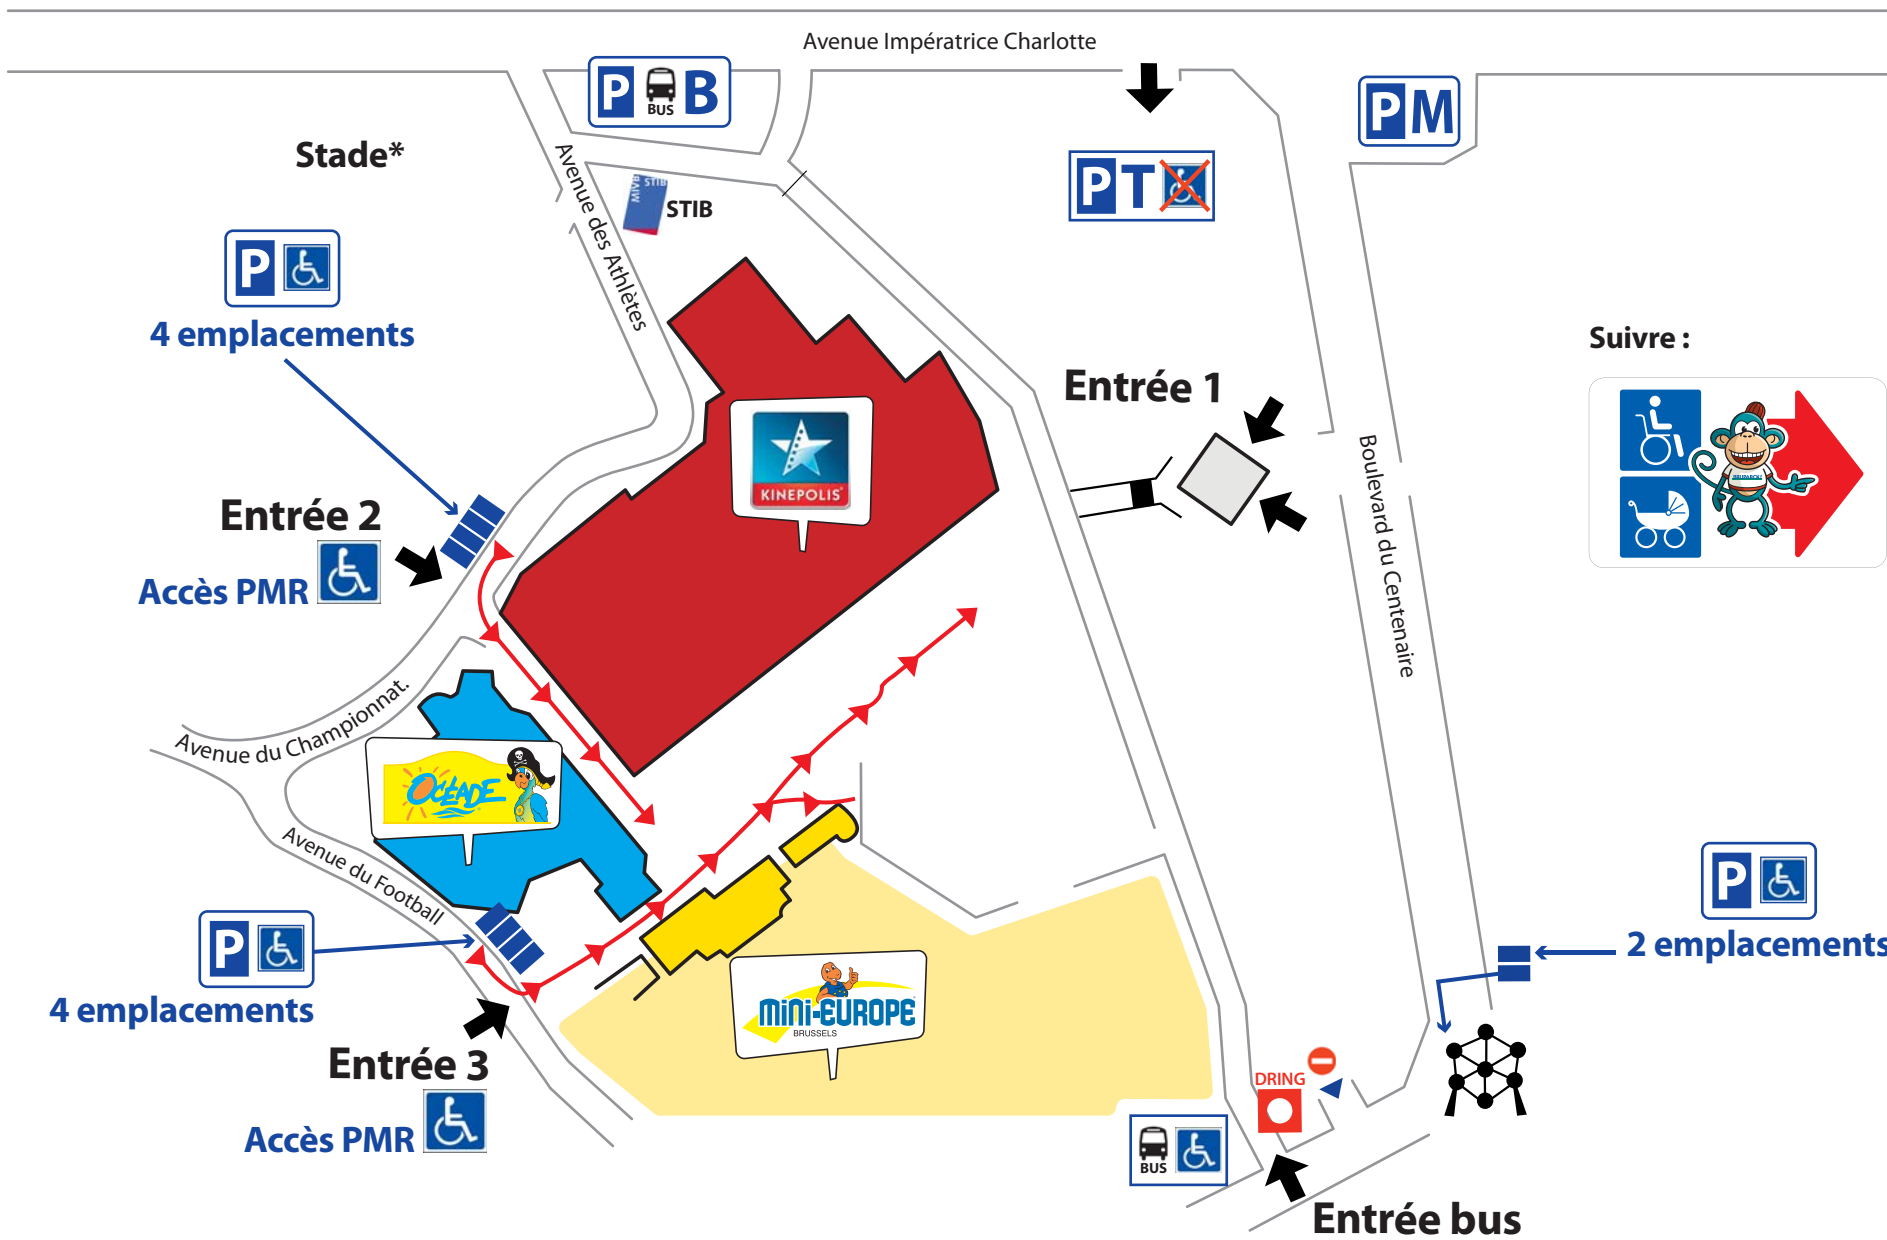 Avenue Impératrice Charlotte
P BUS B
P M
Stade*
Avenue des Athlètes
MIVB STIB
STIB
P T
P
4 emplacements
Suivre :
Entrée 1
KINEPOLIS
Boulevard du Centenaire
Entrée 2
Accès PMR
Avenue du Championnat.
OCÉADE
Avenue du Football
P
4 emplacements
P
2 emplacements
MINI-EUROPE
BRUSSELS
Entrée 3
Accès PMR
DRING
BUS
Entrée bus